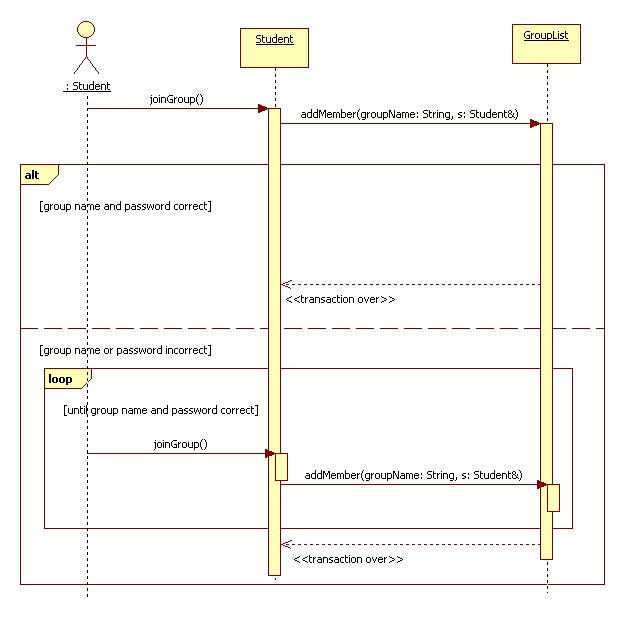 Student
GroupList
: Student
joinGroup()
addMember(groupName: String, s: Student&)
alt
[group name and password correct]
<<transaction over>>
[group name or password incorrect]
loop
[until group name and password correct]
joinGroup()
addMember(groupName: String, s: Student&)
<<transaction over>>